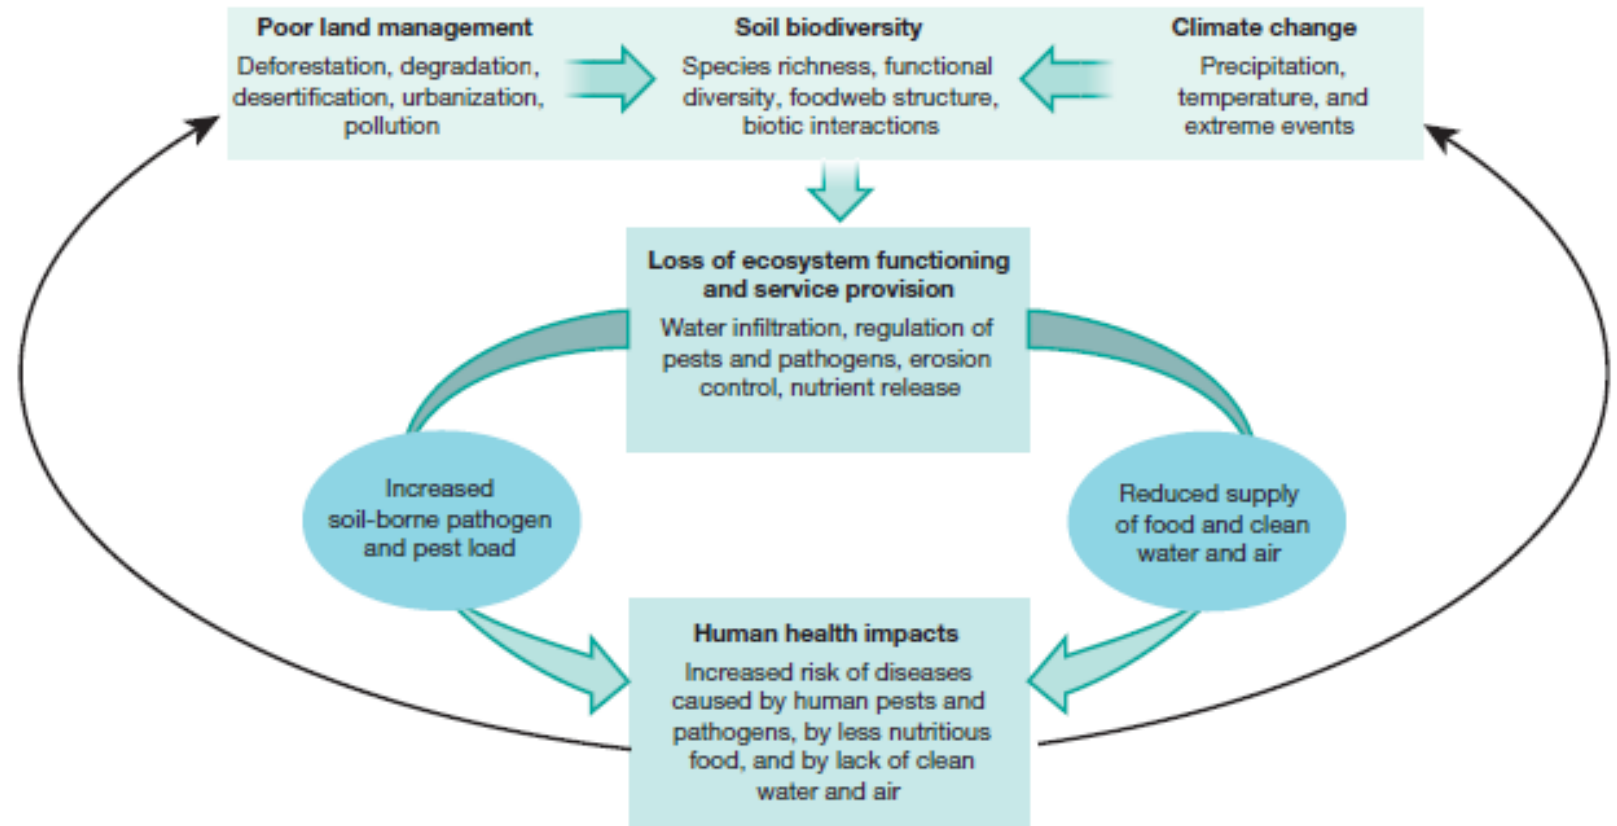 Poor land management
Deforestation, degradation,
desertification, urbanization,
pollution
Soil biodiversity
Species richness, functional
diversity, foodweb structure,
biotic interactions
Climate change
Precipitation,
temperature, and
extreme events
Loss of ecosystem functioning
and service provision
Water infiltration, regulation of
pests and pathogens, erosion
control, nutrient release
Increased
soil-borne pathogen
and pest load
Reduced supply
of food and clean
water and air
Human health impacts
Increased risk of diseases
caused by human pests and
pathogens, by less nutritious
food, and by lack of clean
water and air